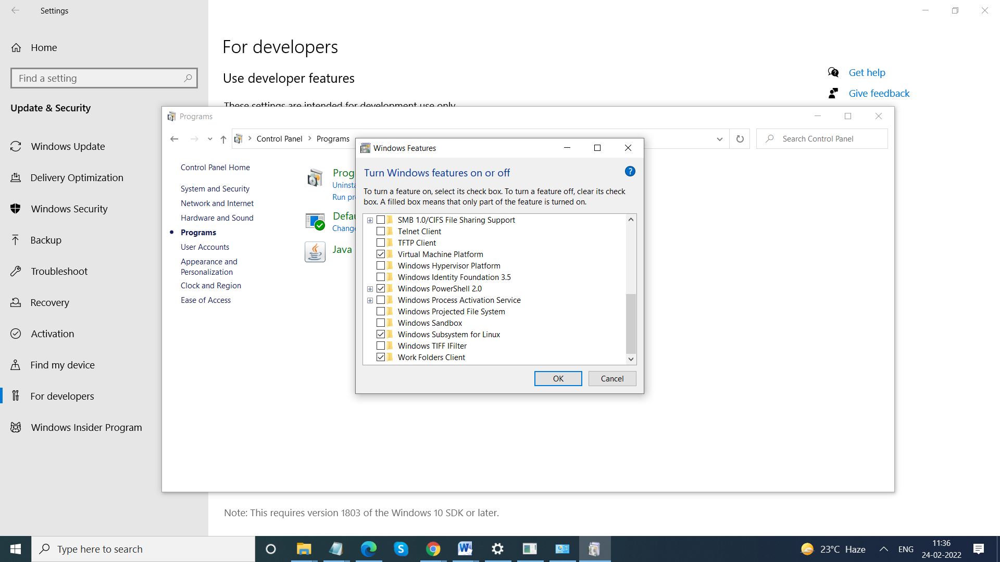 Settings
Home
Find a setting
Update & Security
Windows Update
Delivery Optimization
Windows Security
Backup
Troubleshoot
Recovery
Activation
Find my device
For developers
Windows Insider Program
For developers
Use developer features
These settings are intended for development use only
Get help
Give feedback
Programs
Control Panel
Programs
Search Control Panel
Control Panel Home
System and Security
Network and Internet
Hardware and Sound
Programs
User Accounts
Appearance and
Personalization
Clock and Region
Ease of Access
Java
Windows Features
Turn Windows features on or off
To turn a feature on, select its check box. To turn a feature off, clear its check
box. A filled box means that only part of the feature is turned on.
SMB 1.0/CIFS File Sharing Support
Telnet Client
TFTP Client
Virtual Machine Platform
Windows Hypervisor Platform
Windows Identity Foundation 3.5
Windows PowerShell 2.0
Windows Process Activation Service
Windows Projected File System
Windows Sandbox
Windows Subsystem for Linux
Windows TIFF IFilter
Work Folders Client
OK
Cancel
Note: This requires version 1803 of the Windows 10 SDK or later.
Type here to search
23°C Haze
ENG
11:36
24-02-2022